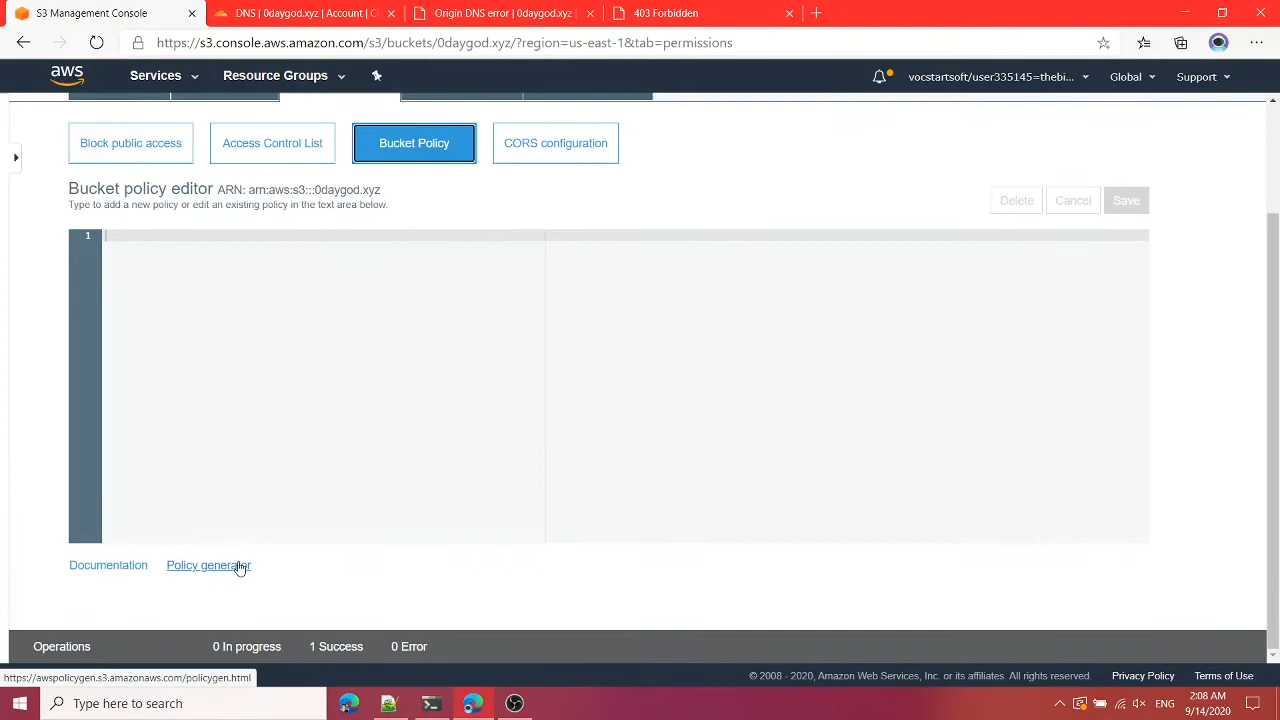 S3 Management Console
DNS | 0daygod.xyz | Account | C
Origin DNS error | 0daygod.xyz |
403 Forbidden
https://s3.console.aws.amazon.com/s3/buckets/0daygod.xyz/?region=us-east-1&tab=permissions
aws
Services
Resource Groups
vocstartsoft/user335145=thebi...
Global
Support
Block public access
Access Control List
Bucket Policy
CORS configuration
Bucket policy editor ARN: arn:aws:s3:::0daygod.xyz
Type to add a new policy or edit an existing policy in the text area below.
Delete
Cancel
Save
1
Documentation
Policy generator
Operations
0 In progress
1 Success
0 Error
https://awspolicygen.s3.amazonaws.com/policygen.html
© 2008 - 2020, Amazon Web Services, Inc. or its affiliates. All rights reserved.
Privacy Policy
Terms of Use
Type here to search
ENG
2:08 AM
9/14/2020